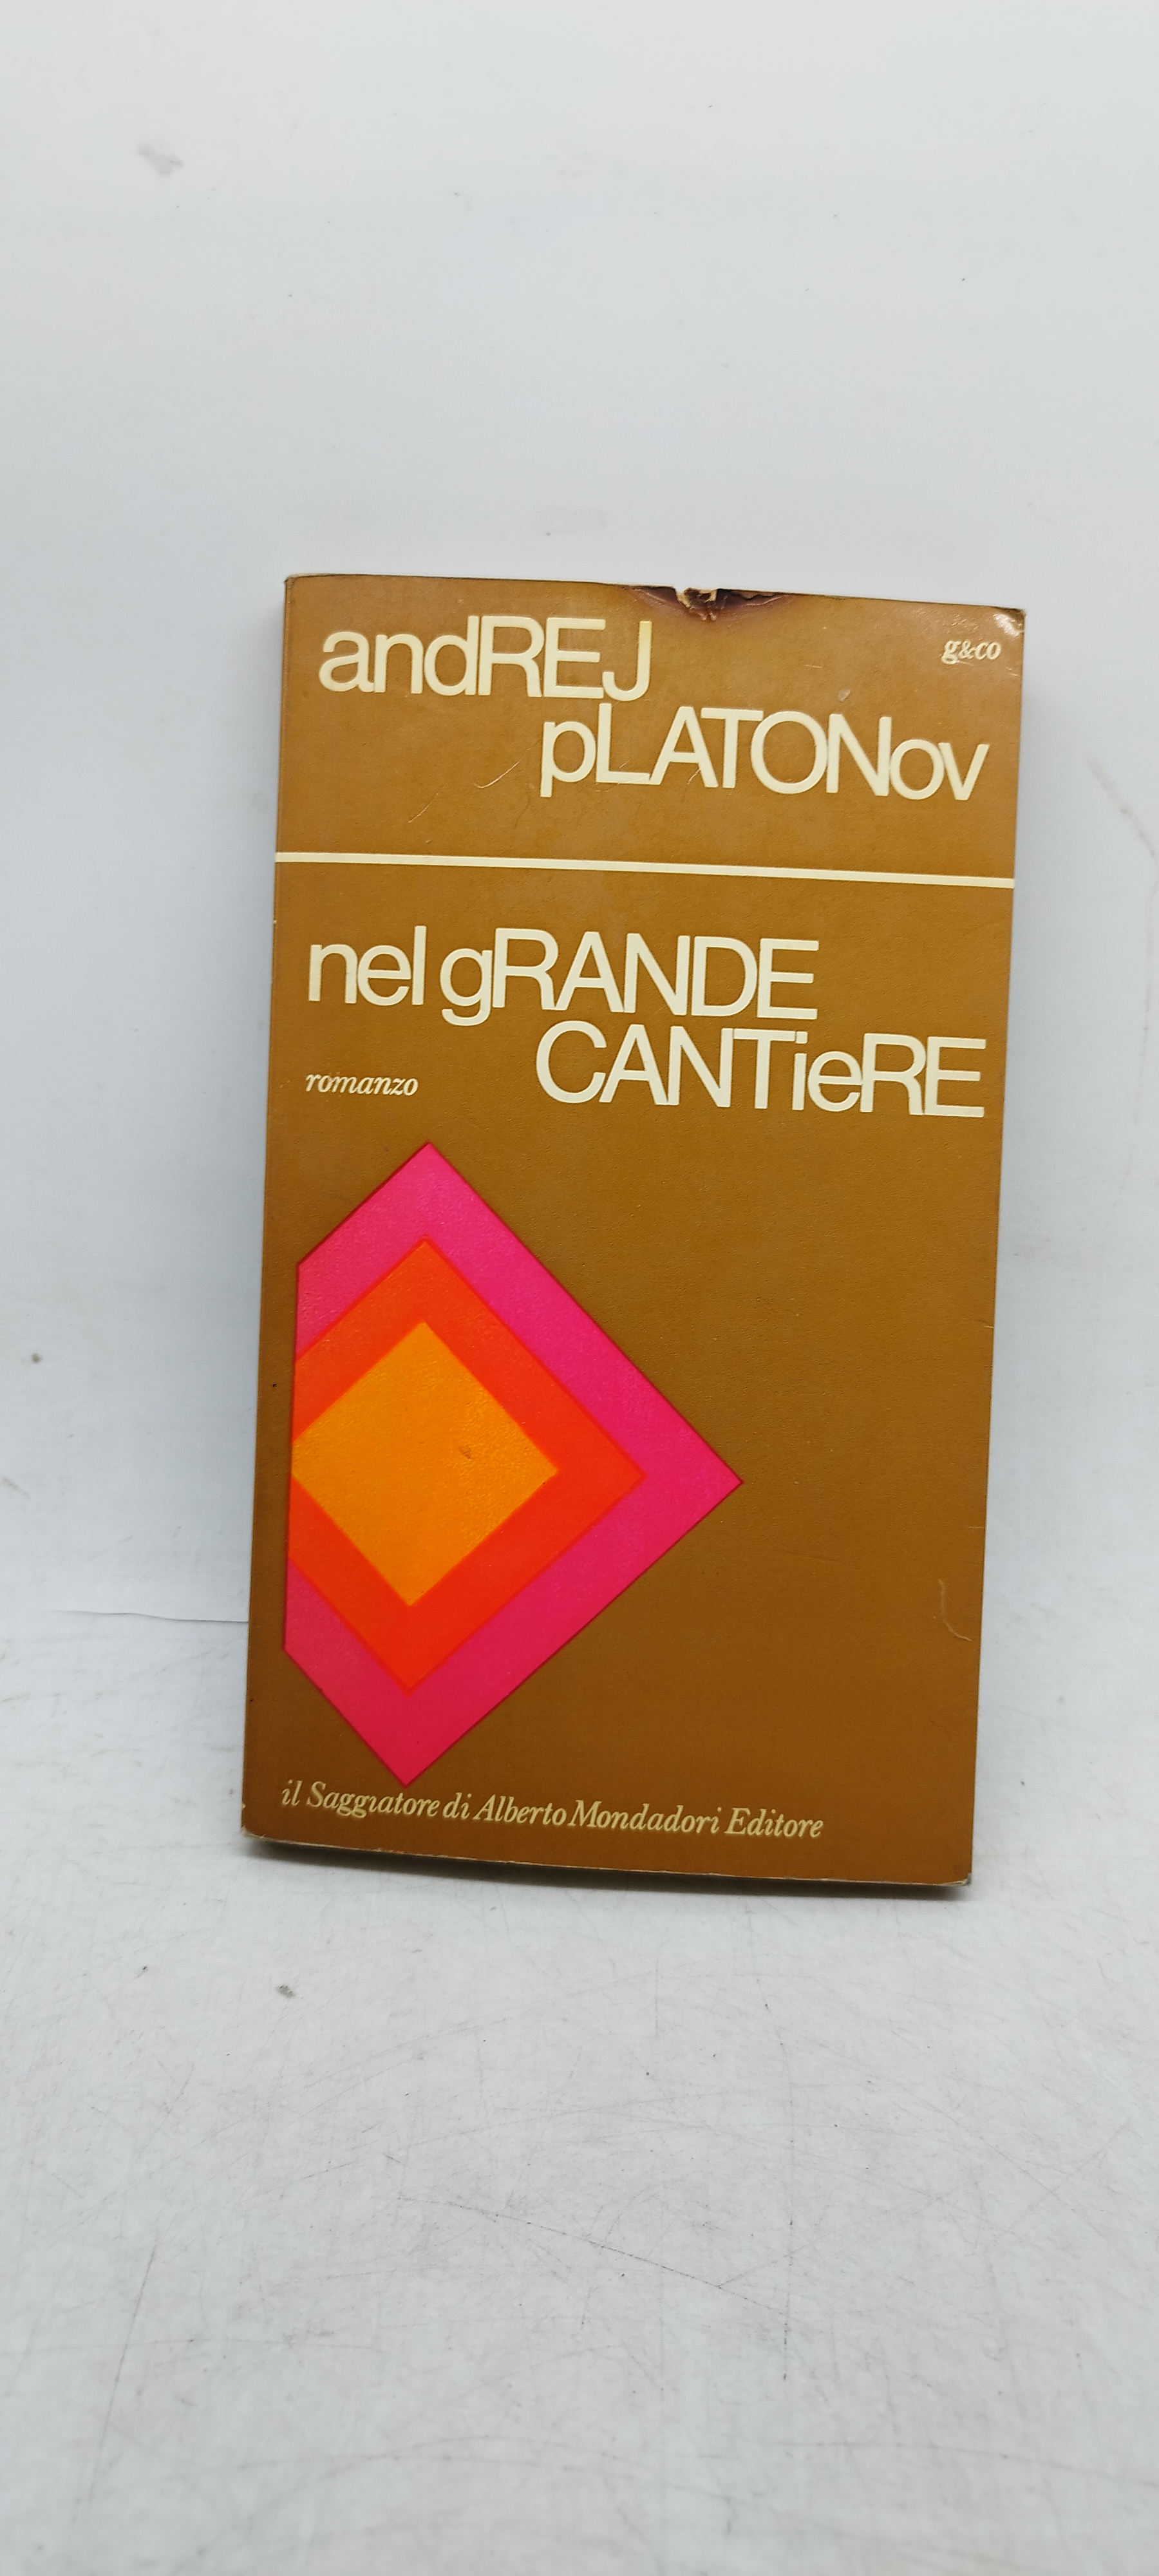 andREJ
g&co
pLATONov
nel gRANDE
CANTieRE
romanzo
il Saggiatore di Alberto Mondadori Editore